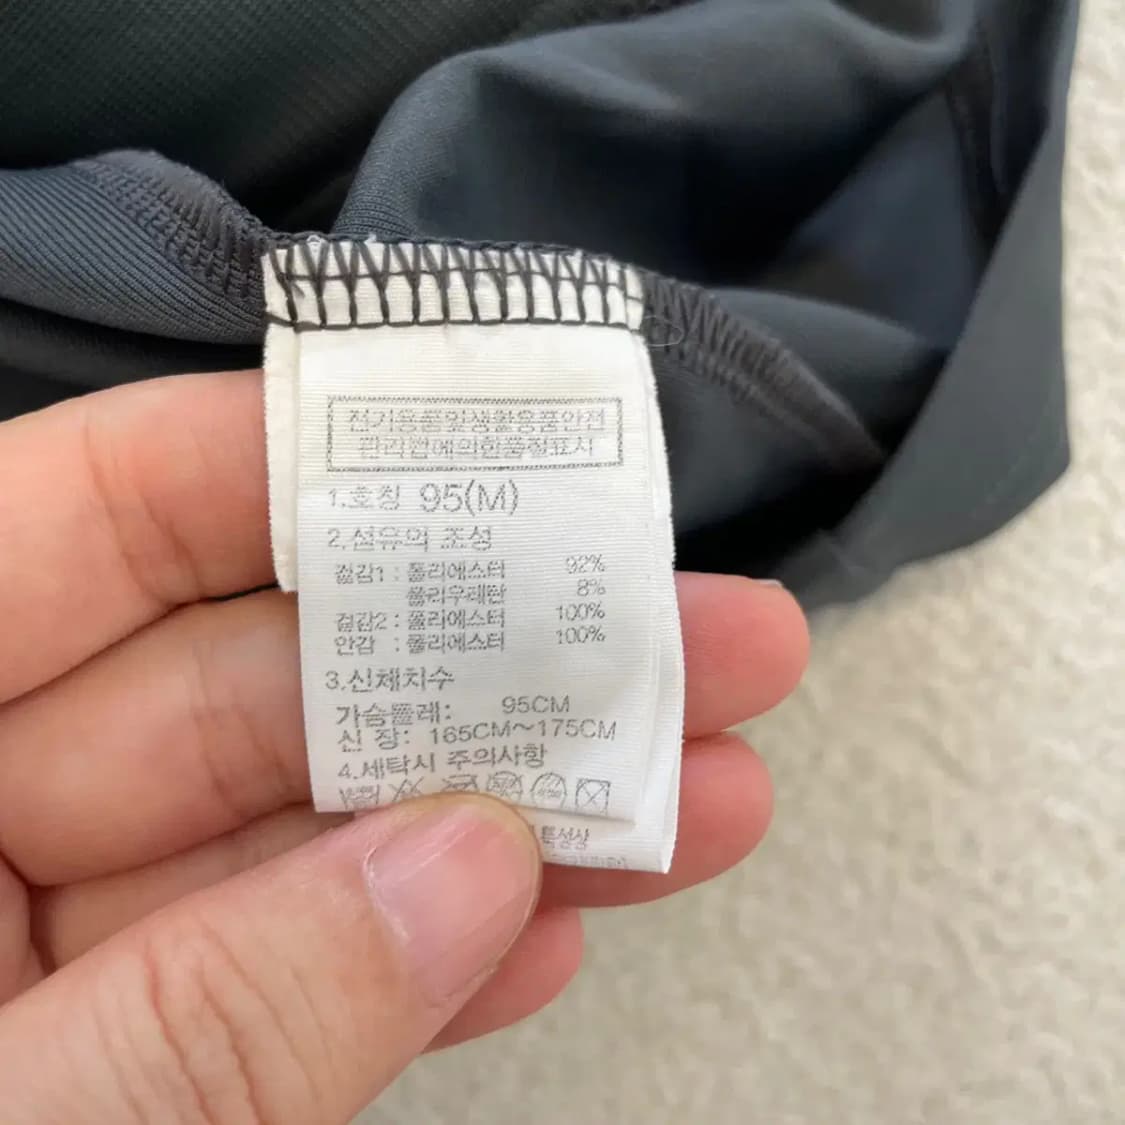 전기용품및생활용품안전
관리법에의한품질표시
1.호칭 95(M)
2.섬유의 조성
겉감1 : 폴리에스터 92%
폴리우레탄 8%
겉감2 : 폴리에스터 100%
안감 : 폴리에스터 100%
3.신체치수
가슴둘레: 95CM
신 장: 165CM~175CM
4.세탁시 주의사항